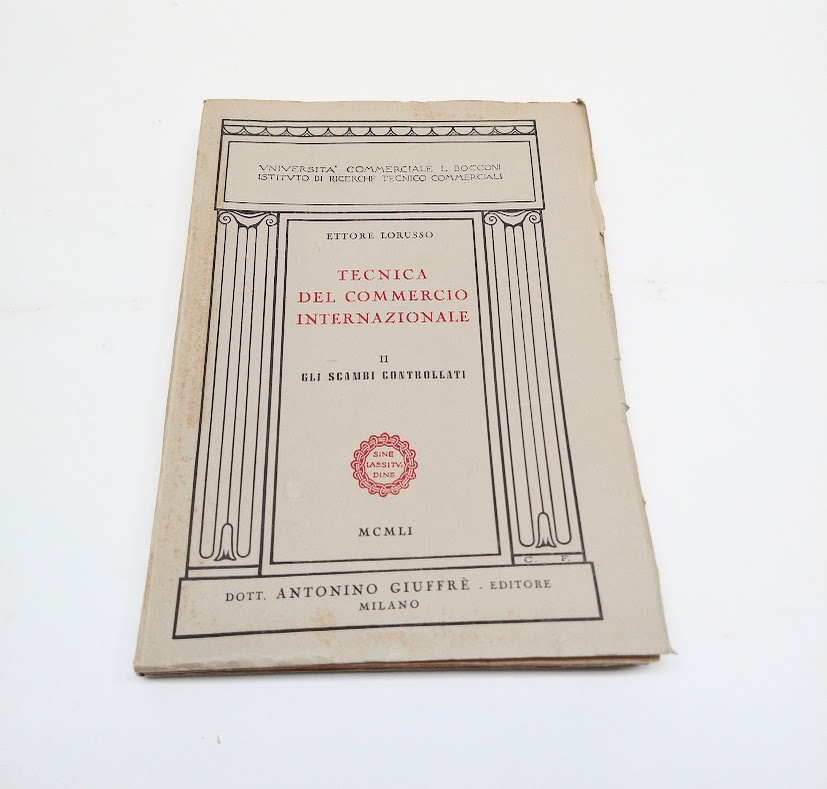 VNIVERSITA' COMMERCIALE L. BOCCONI
ISTITVTO DI RICERCHE TECNICO COMMERCIALI
ETTORE LORUSSO
TECNICA
DEL COMMERCIO
INTERNAZIONALE
II
GLI SCAMBI CONTROLLATI
SINE
LASSITV
DINE
MCMLI
C. F.
DOTT. ANTONINO GIUFFRÈ - EDITORE
MILANO